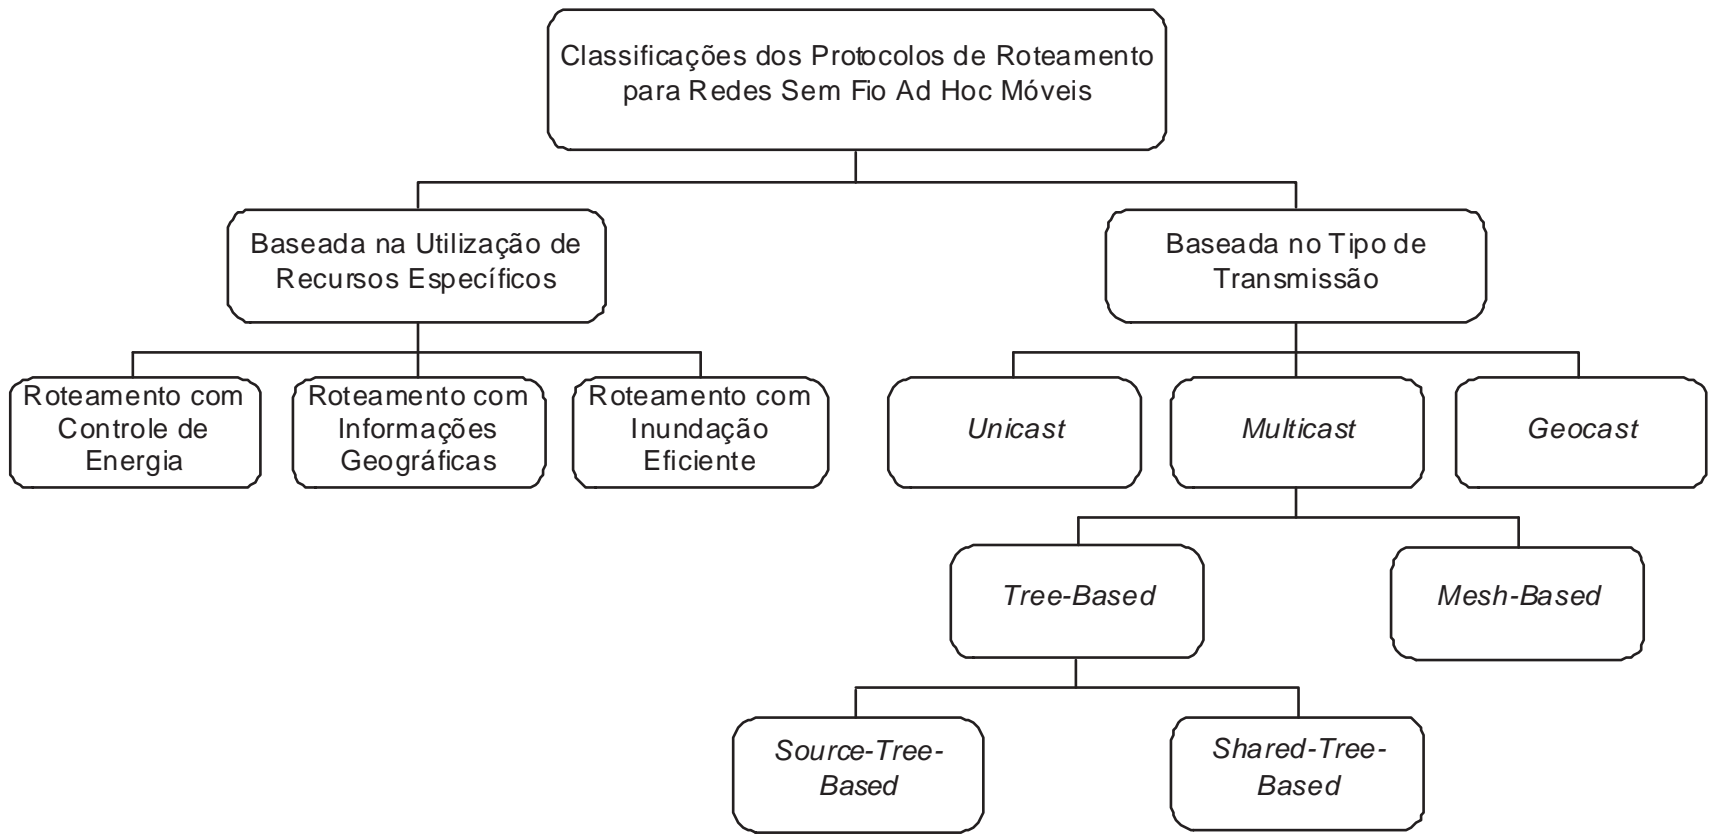 Classificações dos Protocolos de Roteamento
para Redes Sem Fio Ad Hoc Móveis
Baseada na Utilização de
Recursos Específicos
Baseada no Tipo de
Transmissão
Roteamento com
Controle de
Energia
Roteamento com
Informações
Geográficas
Roteamento com
Inundação
Eficiente
Unicast
Multicast
Geocast
Tree-Based
Mesh-Based
Source-Tree-
Based
Shared-Tree-
Based